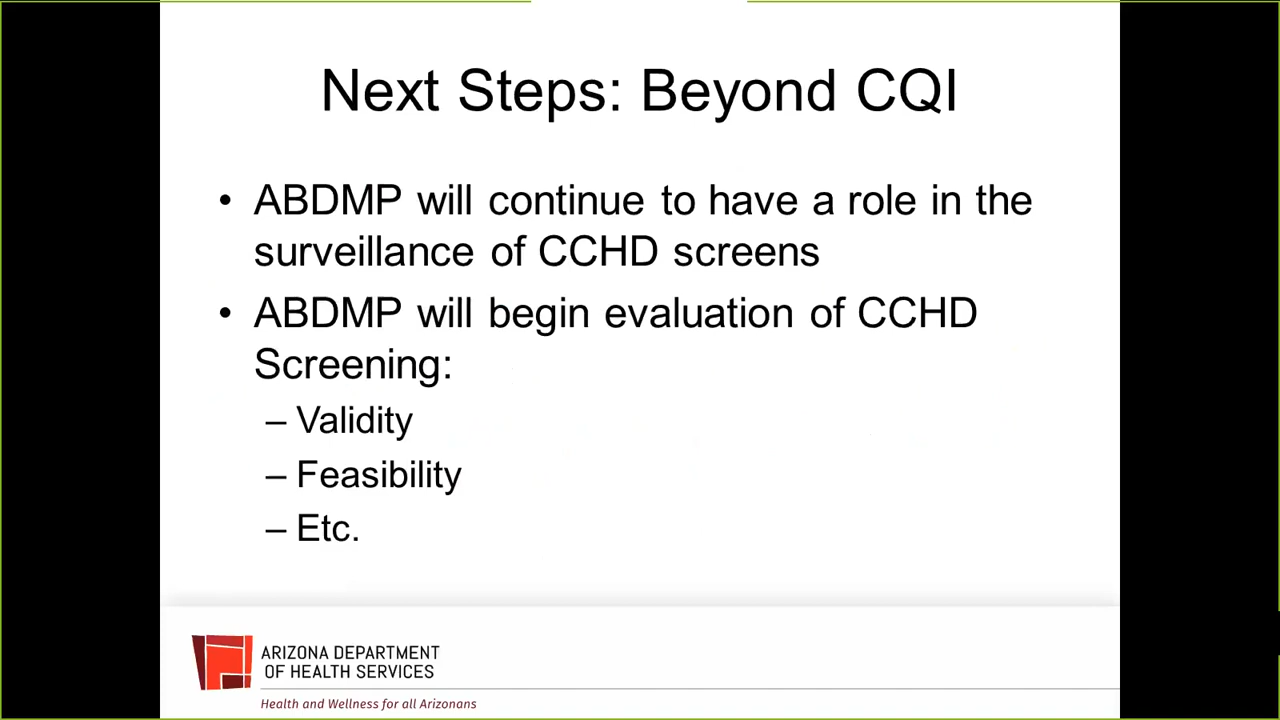 Next Steps: Beyond CQI
• ABDMP will continue to have a role in the
surveillance of CCHD screens
• ABDMP will begin evaluation of CCHD
Screening:
– Validity
– Feasibility
– Etc.
ARIZONA DEPARTMENT
OF HEALTH SERVICES
Health and Wellness for all Arizonans